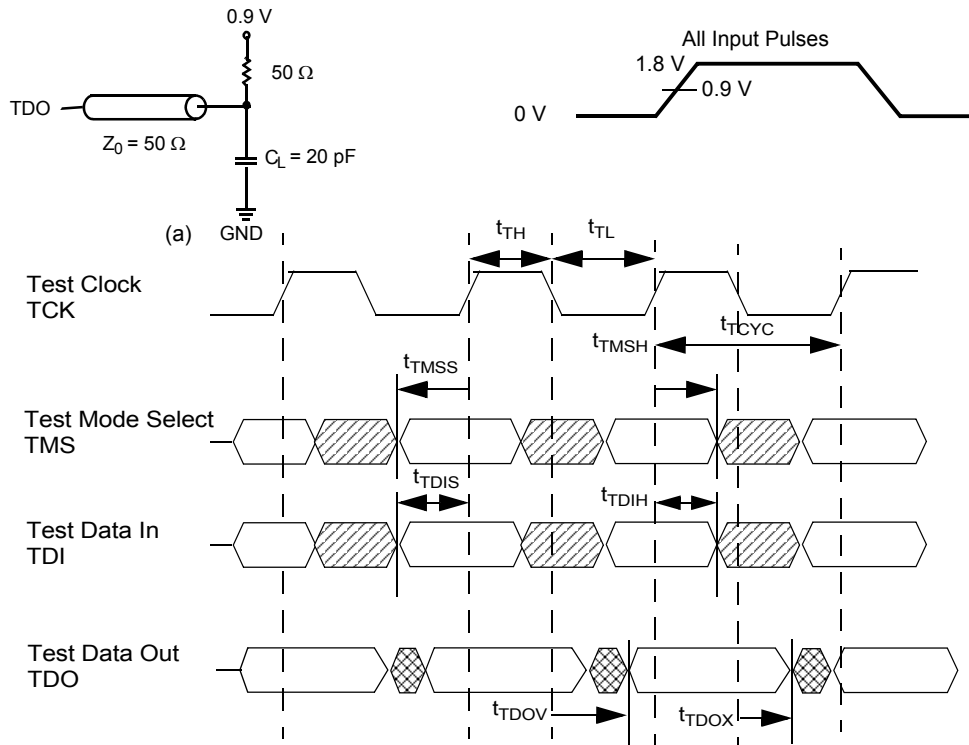 0.9 V
50 Ω
TDO
Z0 = 50 Ω
CL = 20 pF
(a)
GND
All Input Pulses
1.8 V
0.9 V
0 V
tTH
tTL
Test Clock
TCK
tTCYC
tTMSH
tTMSS
Test Mode Select
TMS
tTDIS
tTDIH
Test Data In
TDI
Test Data Out
TDO
tTDOV
tTDOX